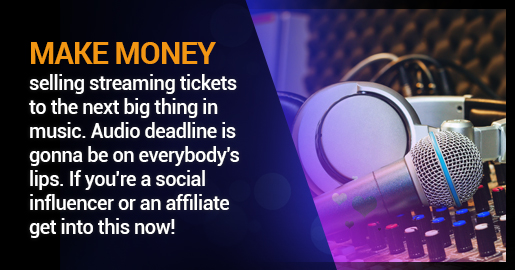 MAKE MONEY
selling streaming tickets
to the next big thing in
music. Audio deadline is
gonna be on everybody's
lips. If you're a social
influencer or an affiliate
get into this now!